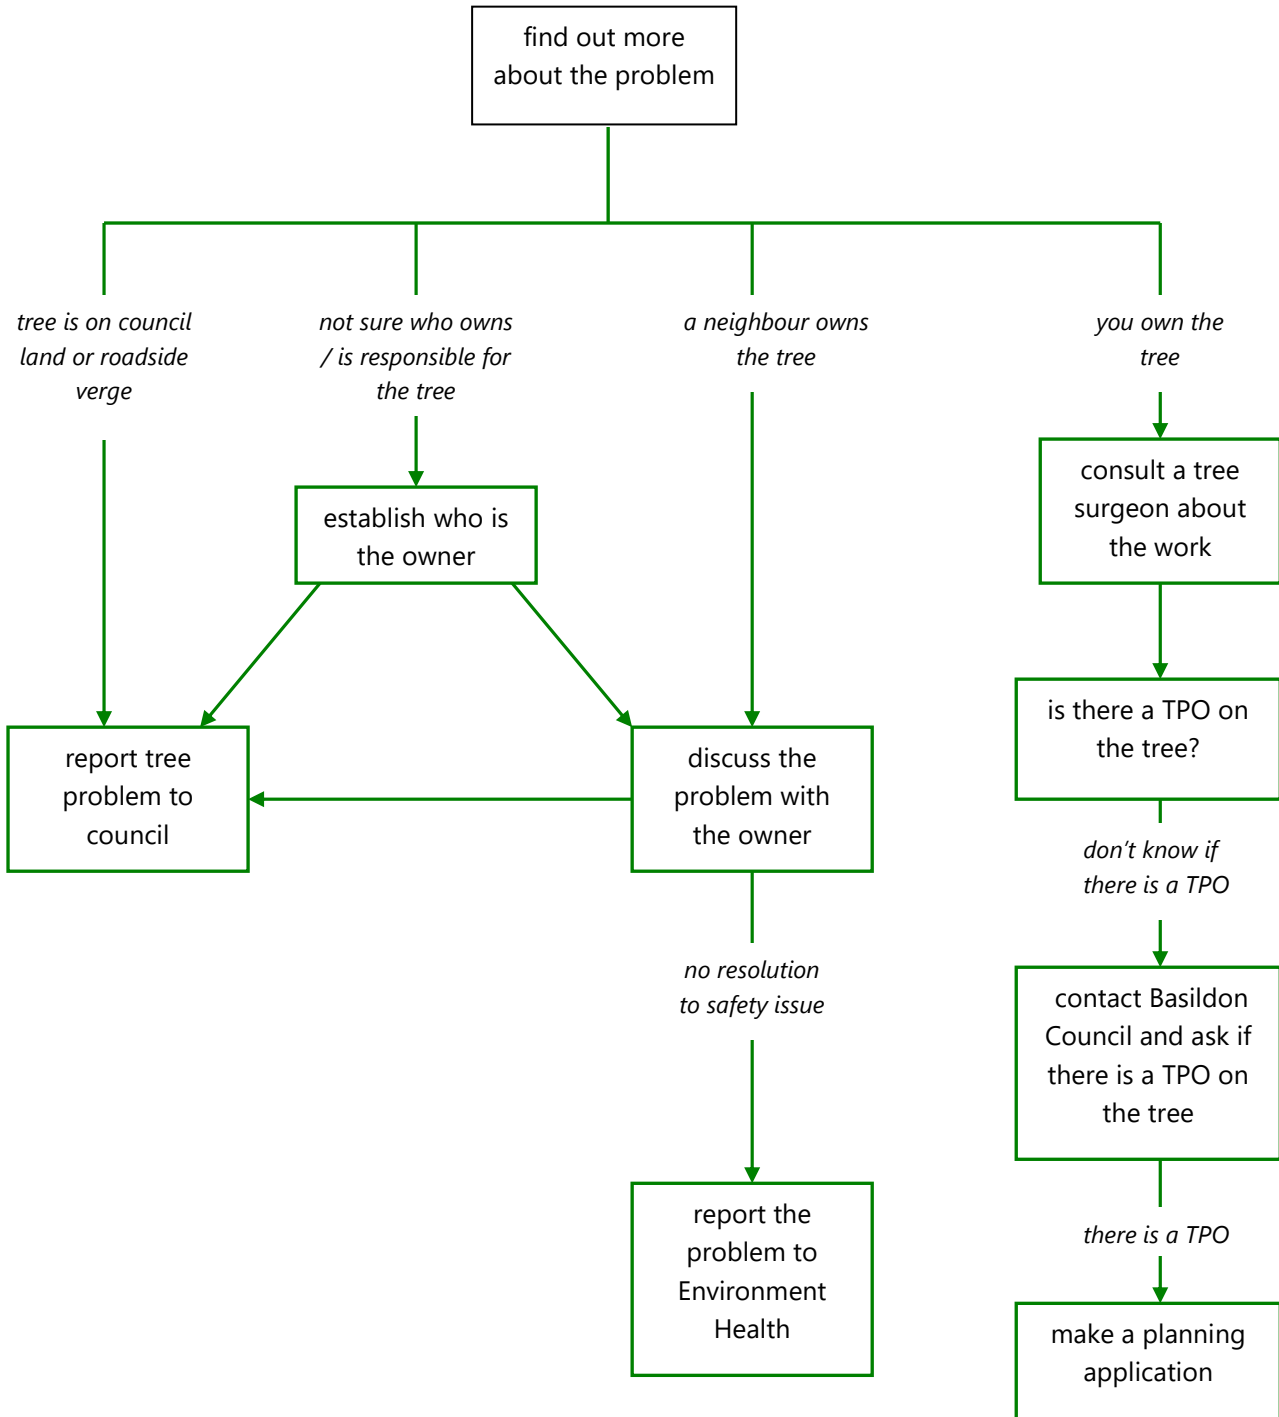 find out more
about the problem
tree is on council
land or roadside
verge
not sure who owns
/ is responsible for
the tree
a neighbour owns
the tree
you own the
tree
consult a tree
surgeon about
the work
establish who is
the owner
is there a TPO on
the tree?
report tree
problem to
council
discuss the
problem with
the owner
don't know if
there is a TPO
no resolution
to safety issue
contact Basildon
Council and ask if
there is a TPO on
the tree
report the
problem to
Environment
Health
there is a TPO
make a planning
application